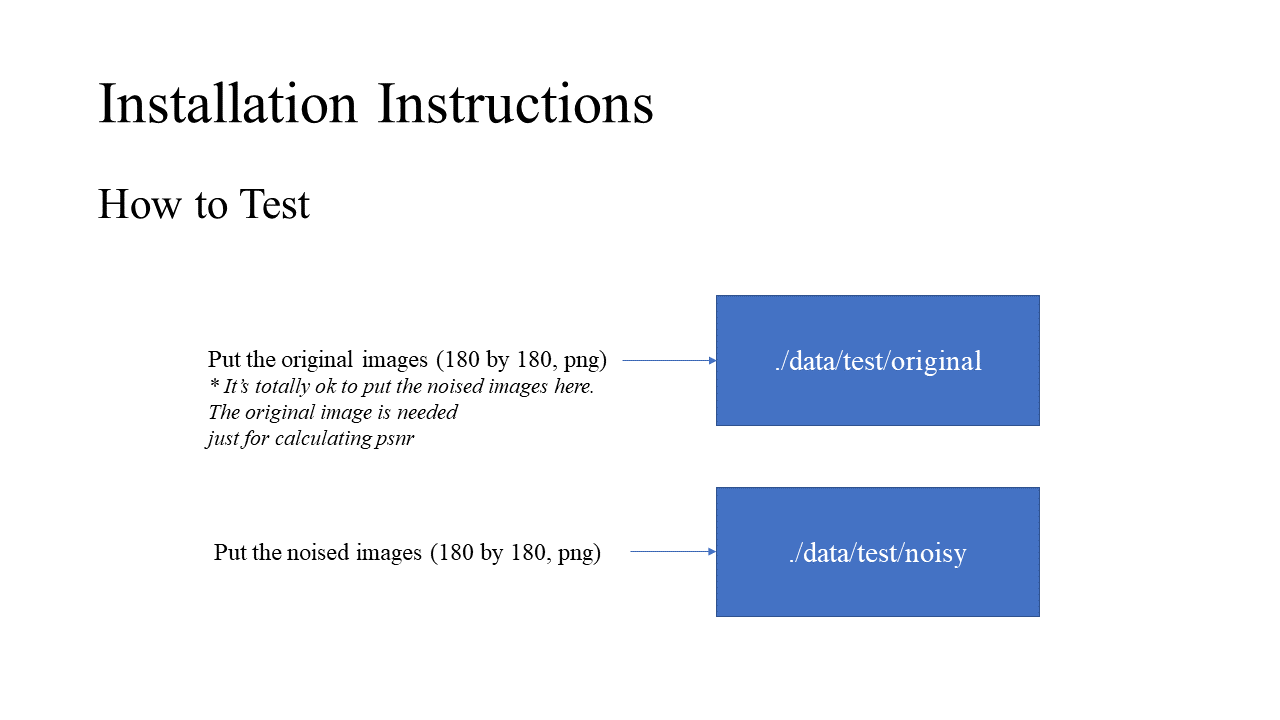 Installation Instructions
How to Test
Put the original images (180 by 180, png)
* It's totally ok to put the noised images here.
The original image is needed
just for calculating psnr
./data/test/original
Put the noised images (180 by 180, png)
./data/test/noisy